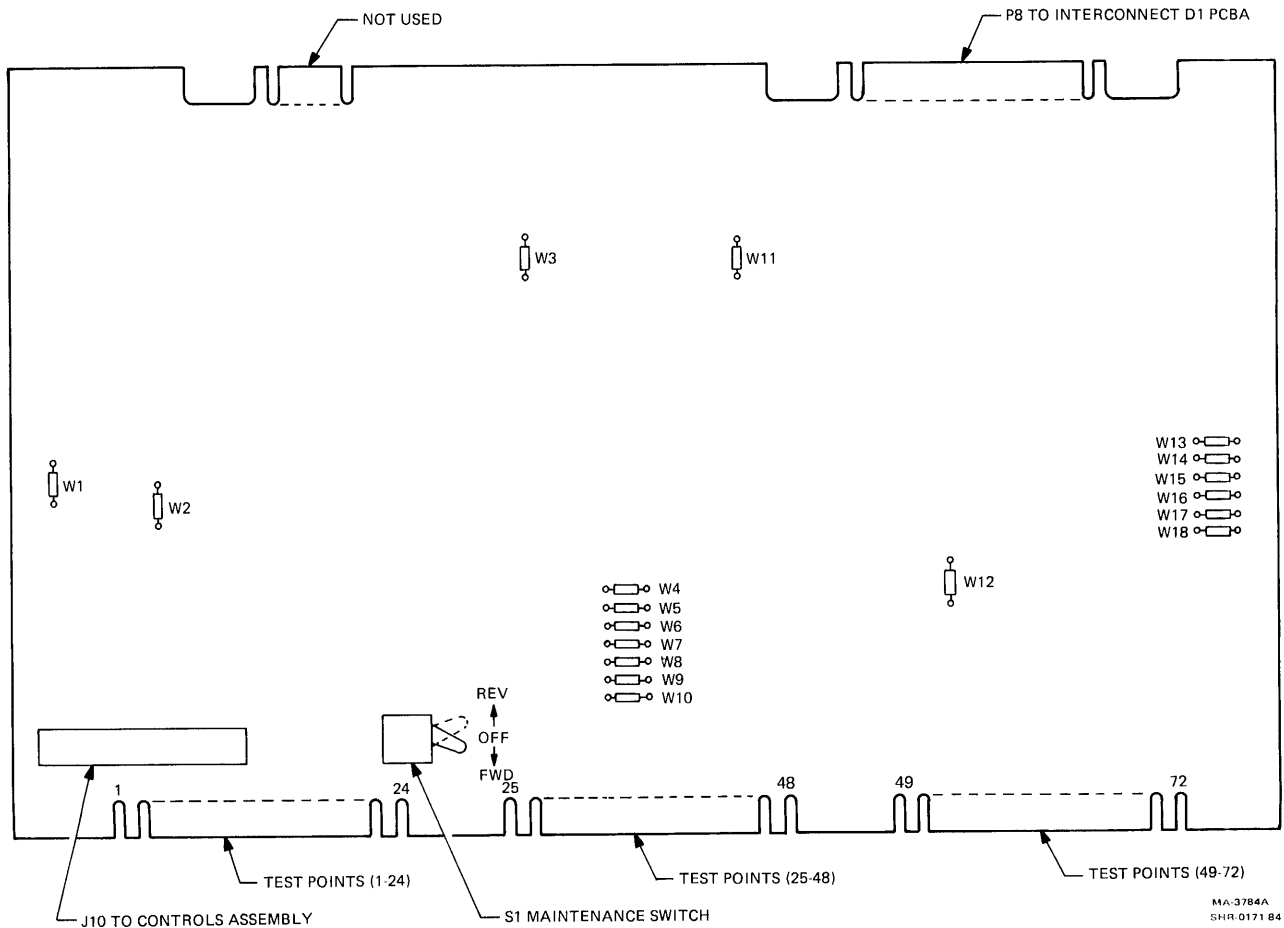 NOT USED
P8 TO INTERCONNECT D1 PCBA
W3
W11
W13
W14
W15
W16
W17
W18
W1
W2
W12
W4
W5
W6
W7
W8
W9
W10
REV
OFF
FWD
1
24
25
48
49
72
TEST POINTS (1-24)
TEST POINTS (25-48)
TEST POINTS (49-72)
J10 TO CONTROLS ASSEMBLY
S1 MAINTENANCE SWITCH
MA-3784A
SHR-0171-84